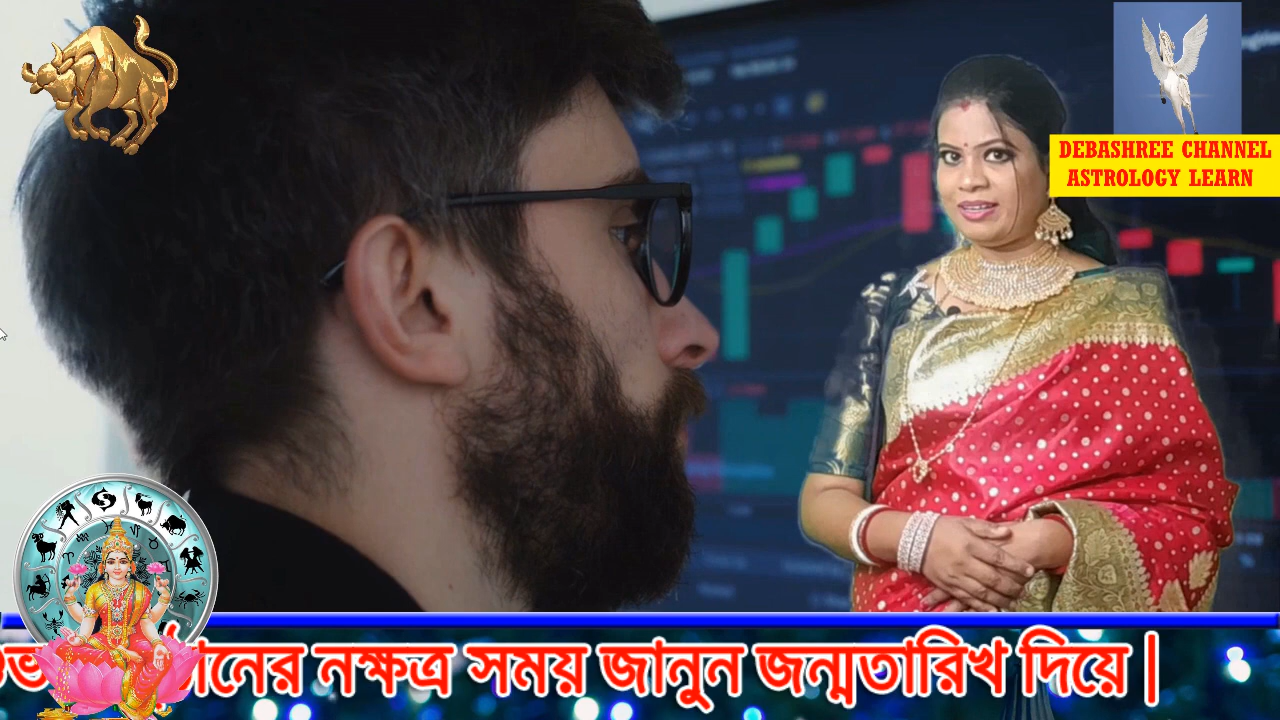 DEBASHREE CHANNEL
ASTROLOGY LEARN
নক্ষত্র সময় জানুন জন্মতারিখ দিয়ে |